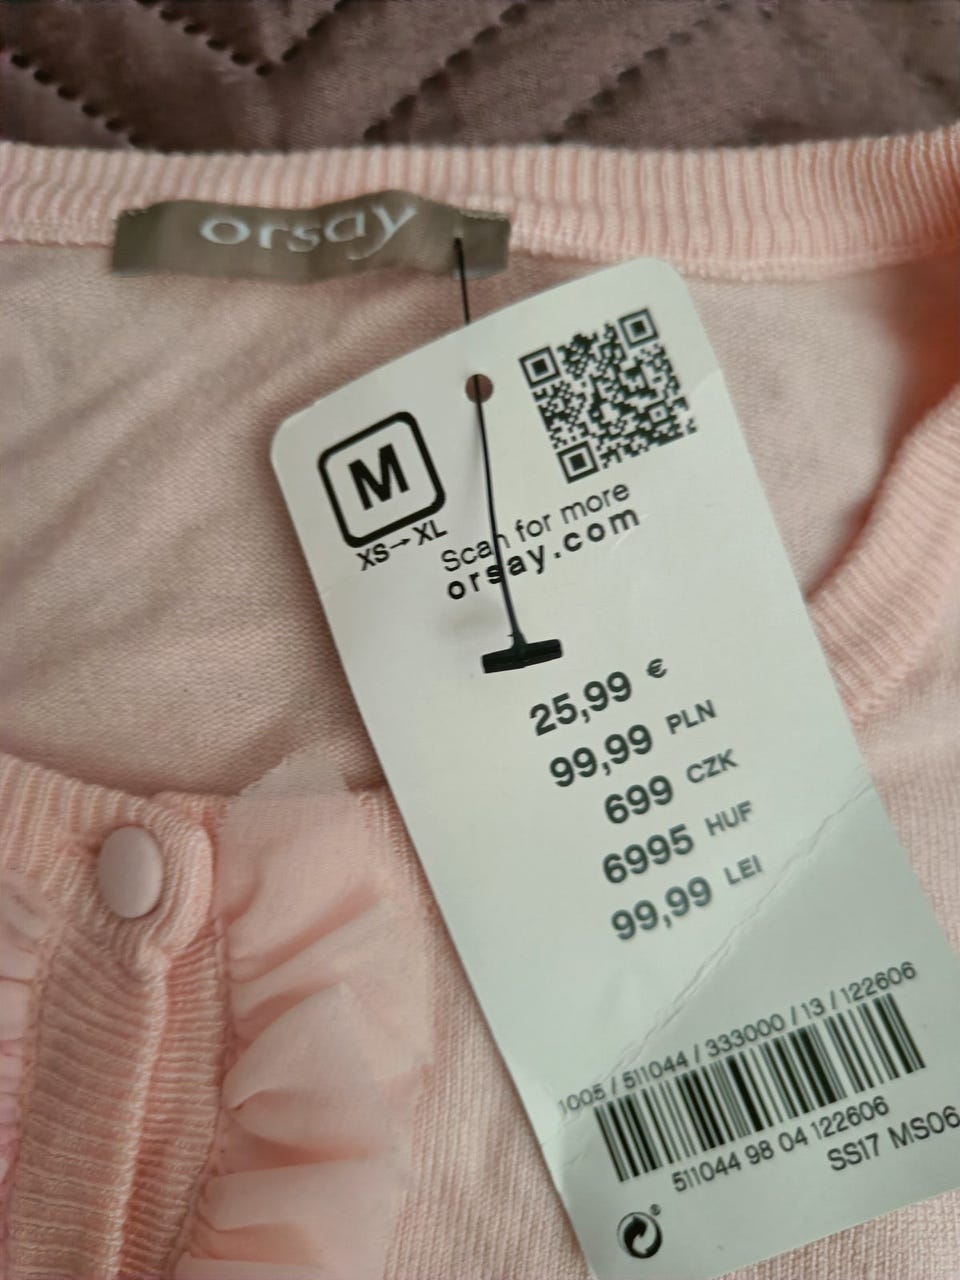 orsay
M
XS→XL
Scan for more
orsay.com
25,99 €
99,99 PLN
699 CZK
6995 HUF
99,99 LEI
1005 / 511044 / 333000 / 13 / 122606
511044 98 04 122606
SS17 MS06
®